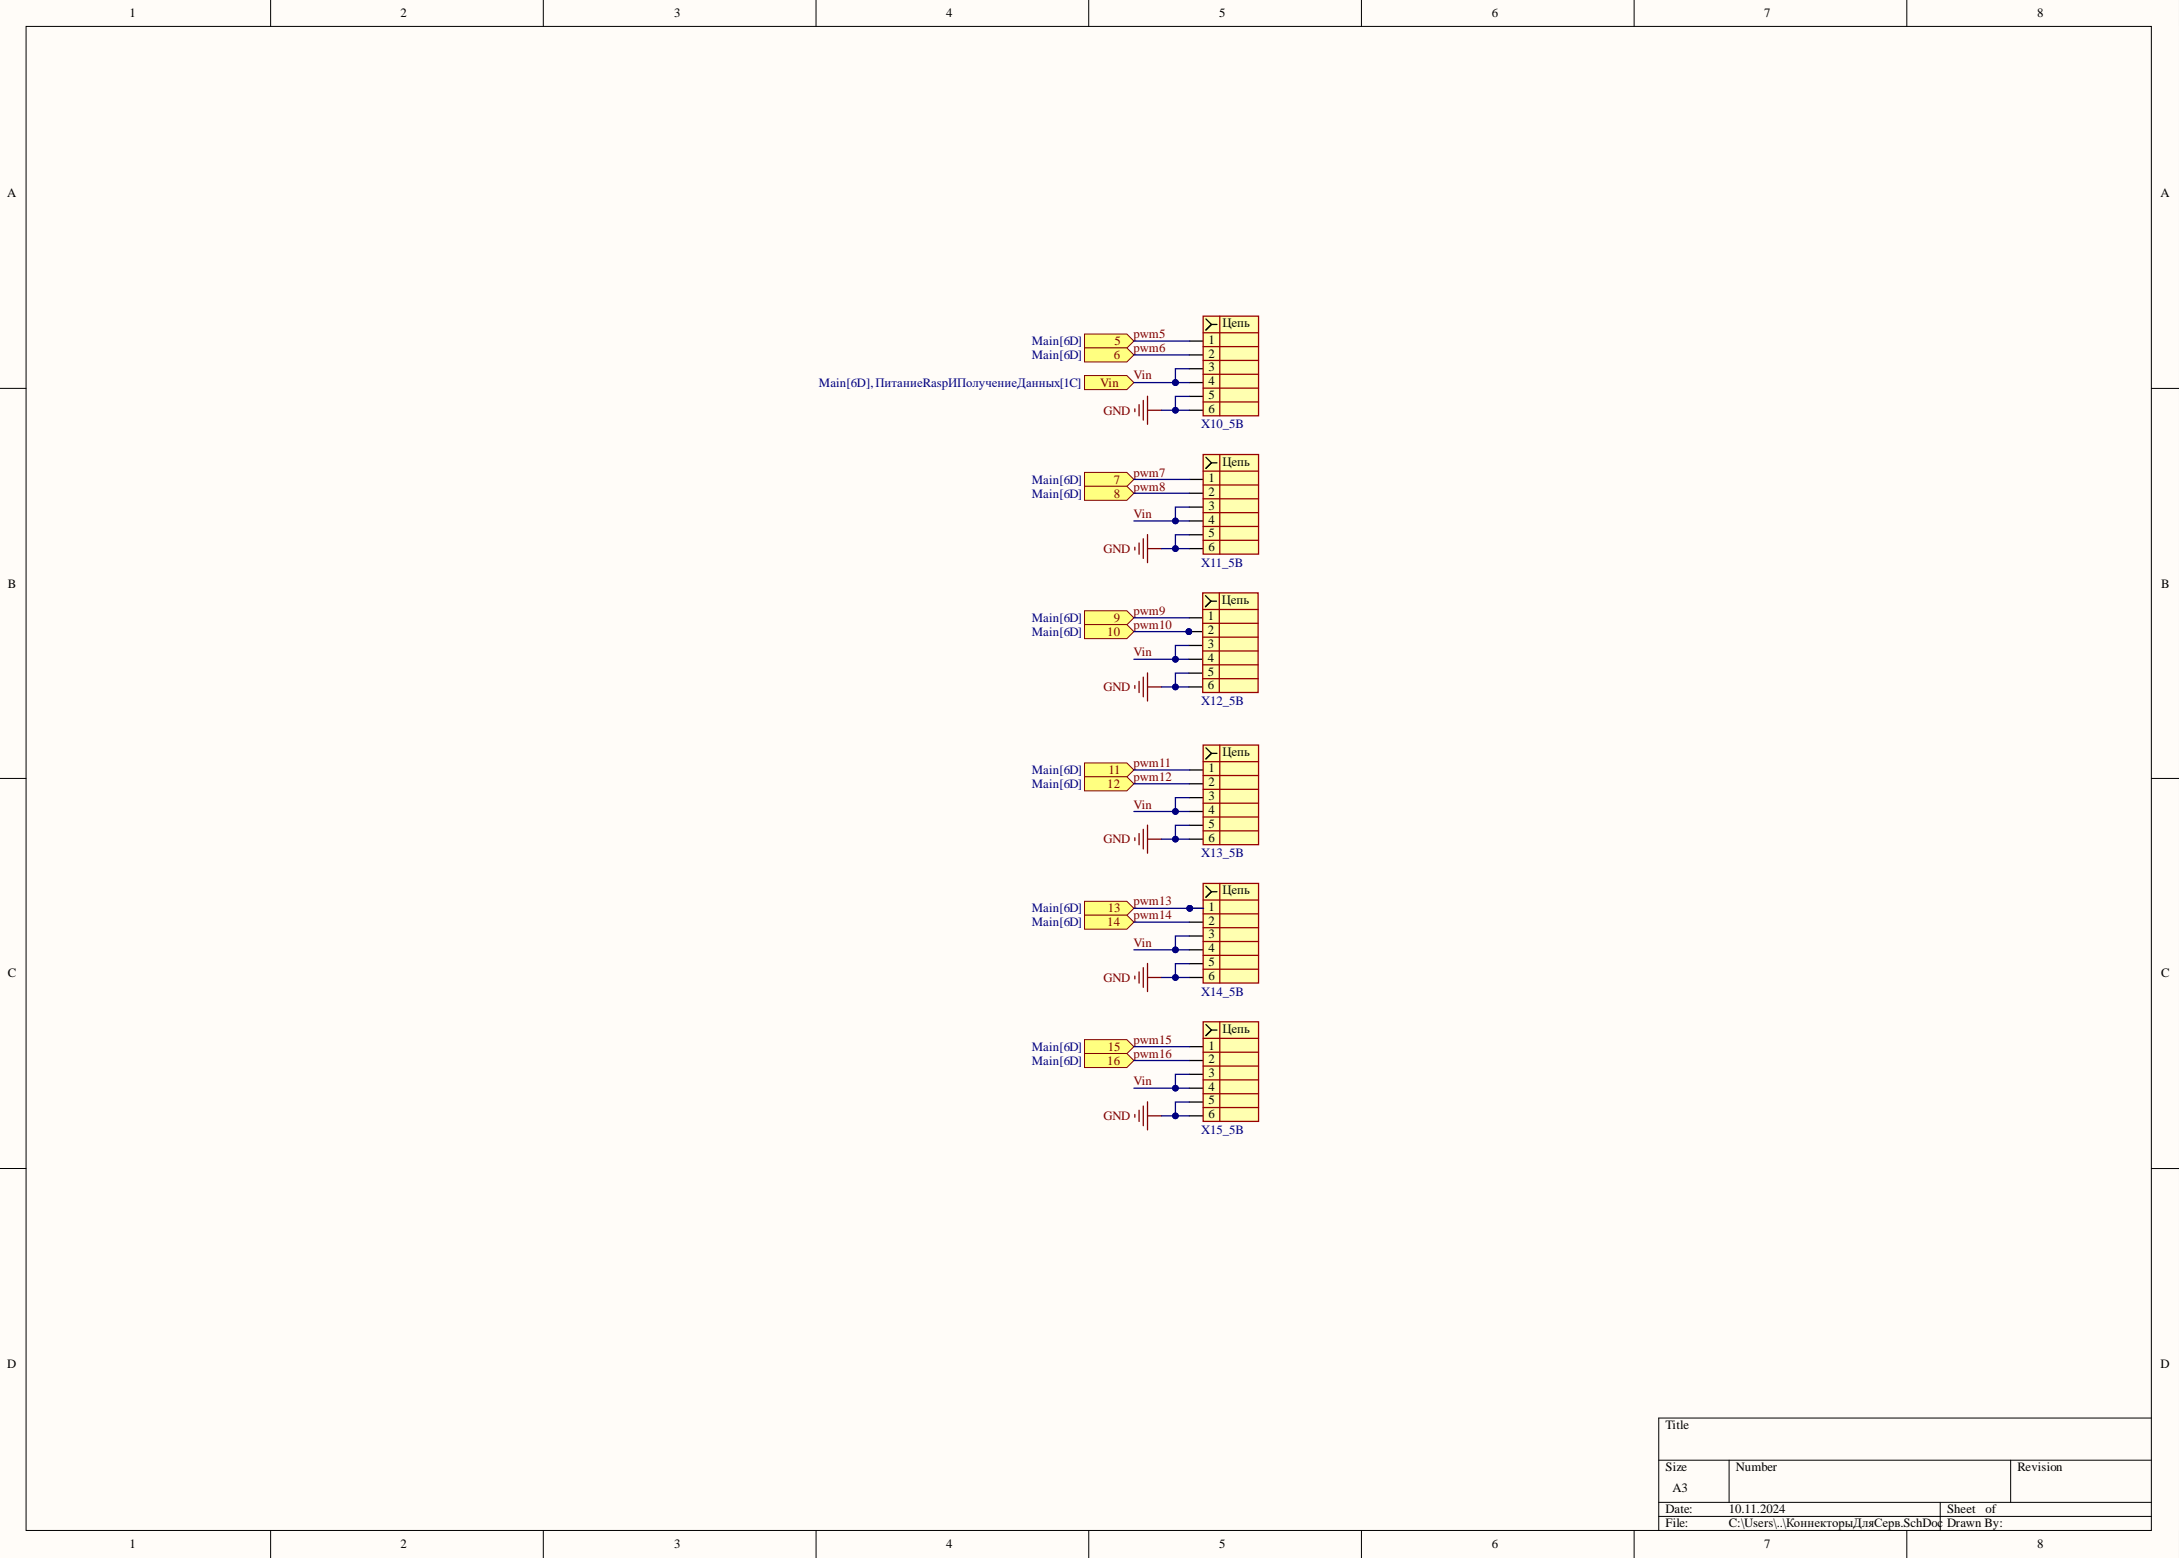 1 2 3 4 5 6 7 8
A A
Цепь
Main[6D] 5 pwm5 1
Main[6D] 6 pwm6 2
3
Main[6D], ПитаниеRaspИПолучениеДанных[1C] Vin Vin 4
5
GND 6
X10_5В
Цепь
Main[6D] 7 pwm7 1
Main[6D] 8 pwm8 2
3
Vin 4
5
GND 6
X11_5В
B B
Цепь
Main[6D] 9 pwm9 1
Main[6D] 10 pwm10 2
3
Vin 4
5
GND 6
X12_5В
Цепь
Main[6D] 11 pwm11 1
Main[6D] 12 pwm12 2
3
Vin 4
5
GND 6
X13_5В
Цепь
Main[6D] 13 pwm13 1
Main[6D] 14 pwm14 2
3
Vin 4
5
GND 6
X14_5В
C C
Цепь
Main[6D] 15 pwm15 1
Main[6D] 16 pwm16 2
3
Vin 4
5
GND 6
X15_5В
D D
Title
Size Number Revision
A3
Date: 10.11.2024 Sheet of
File: C:\Users\..\КоннекторыДляСерв.SchDoc Drawn By:
1 2 3 4 5 6 7 8